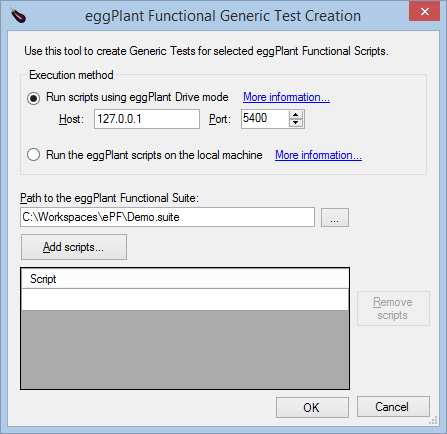 eggPlant Functional Generic Test Creation
Use this tool to create Generic Tests for selected eggPlant Functional Scripts.
Execution method
Run scripts using eggPlant Drive mode More information...
Host: 127.0.0.1 Port: 5400
Run the eggPlant scripts on the local machine More information...
Path to the eggPlant Functional Suite:
C:\Workspaces\ePF\Demo.suite ...
Add scripts...
Script
Remove
scripts
OK Cancel